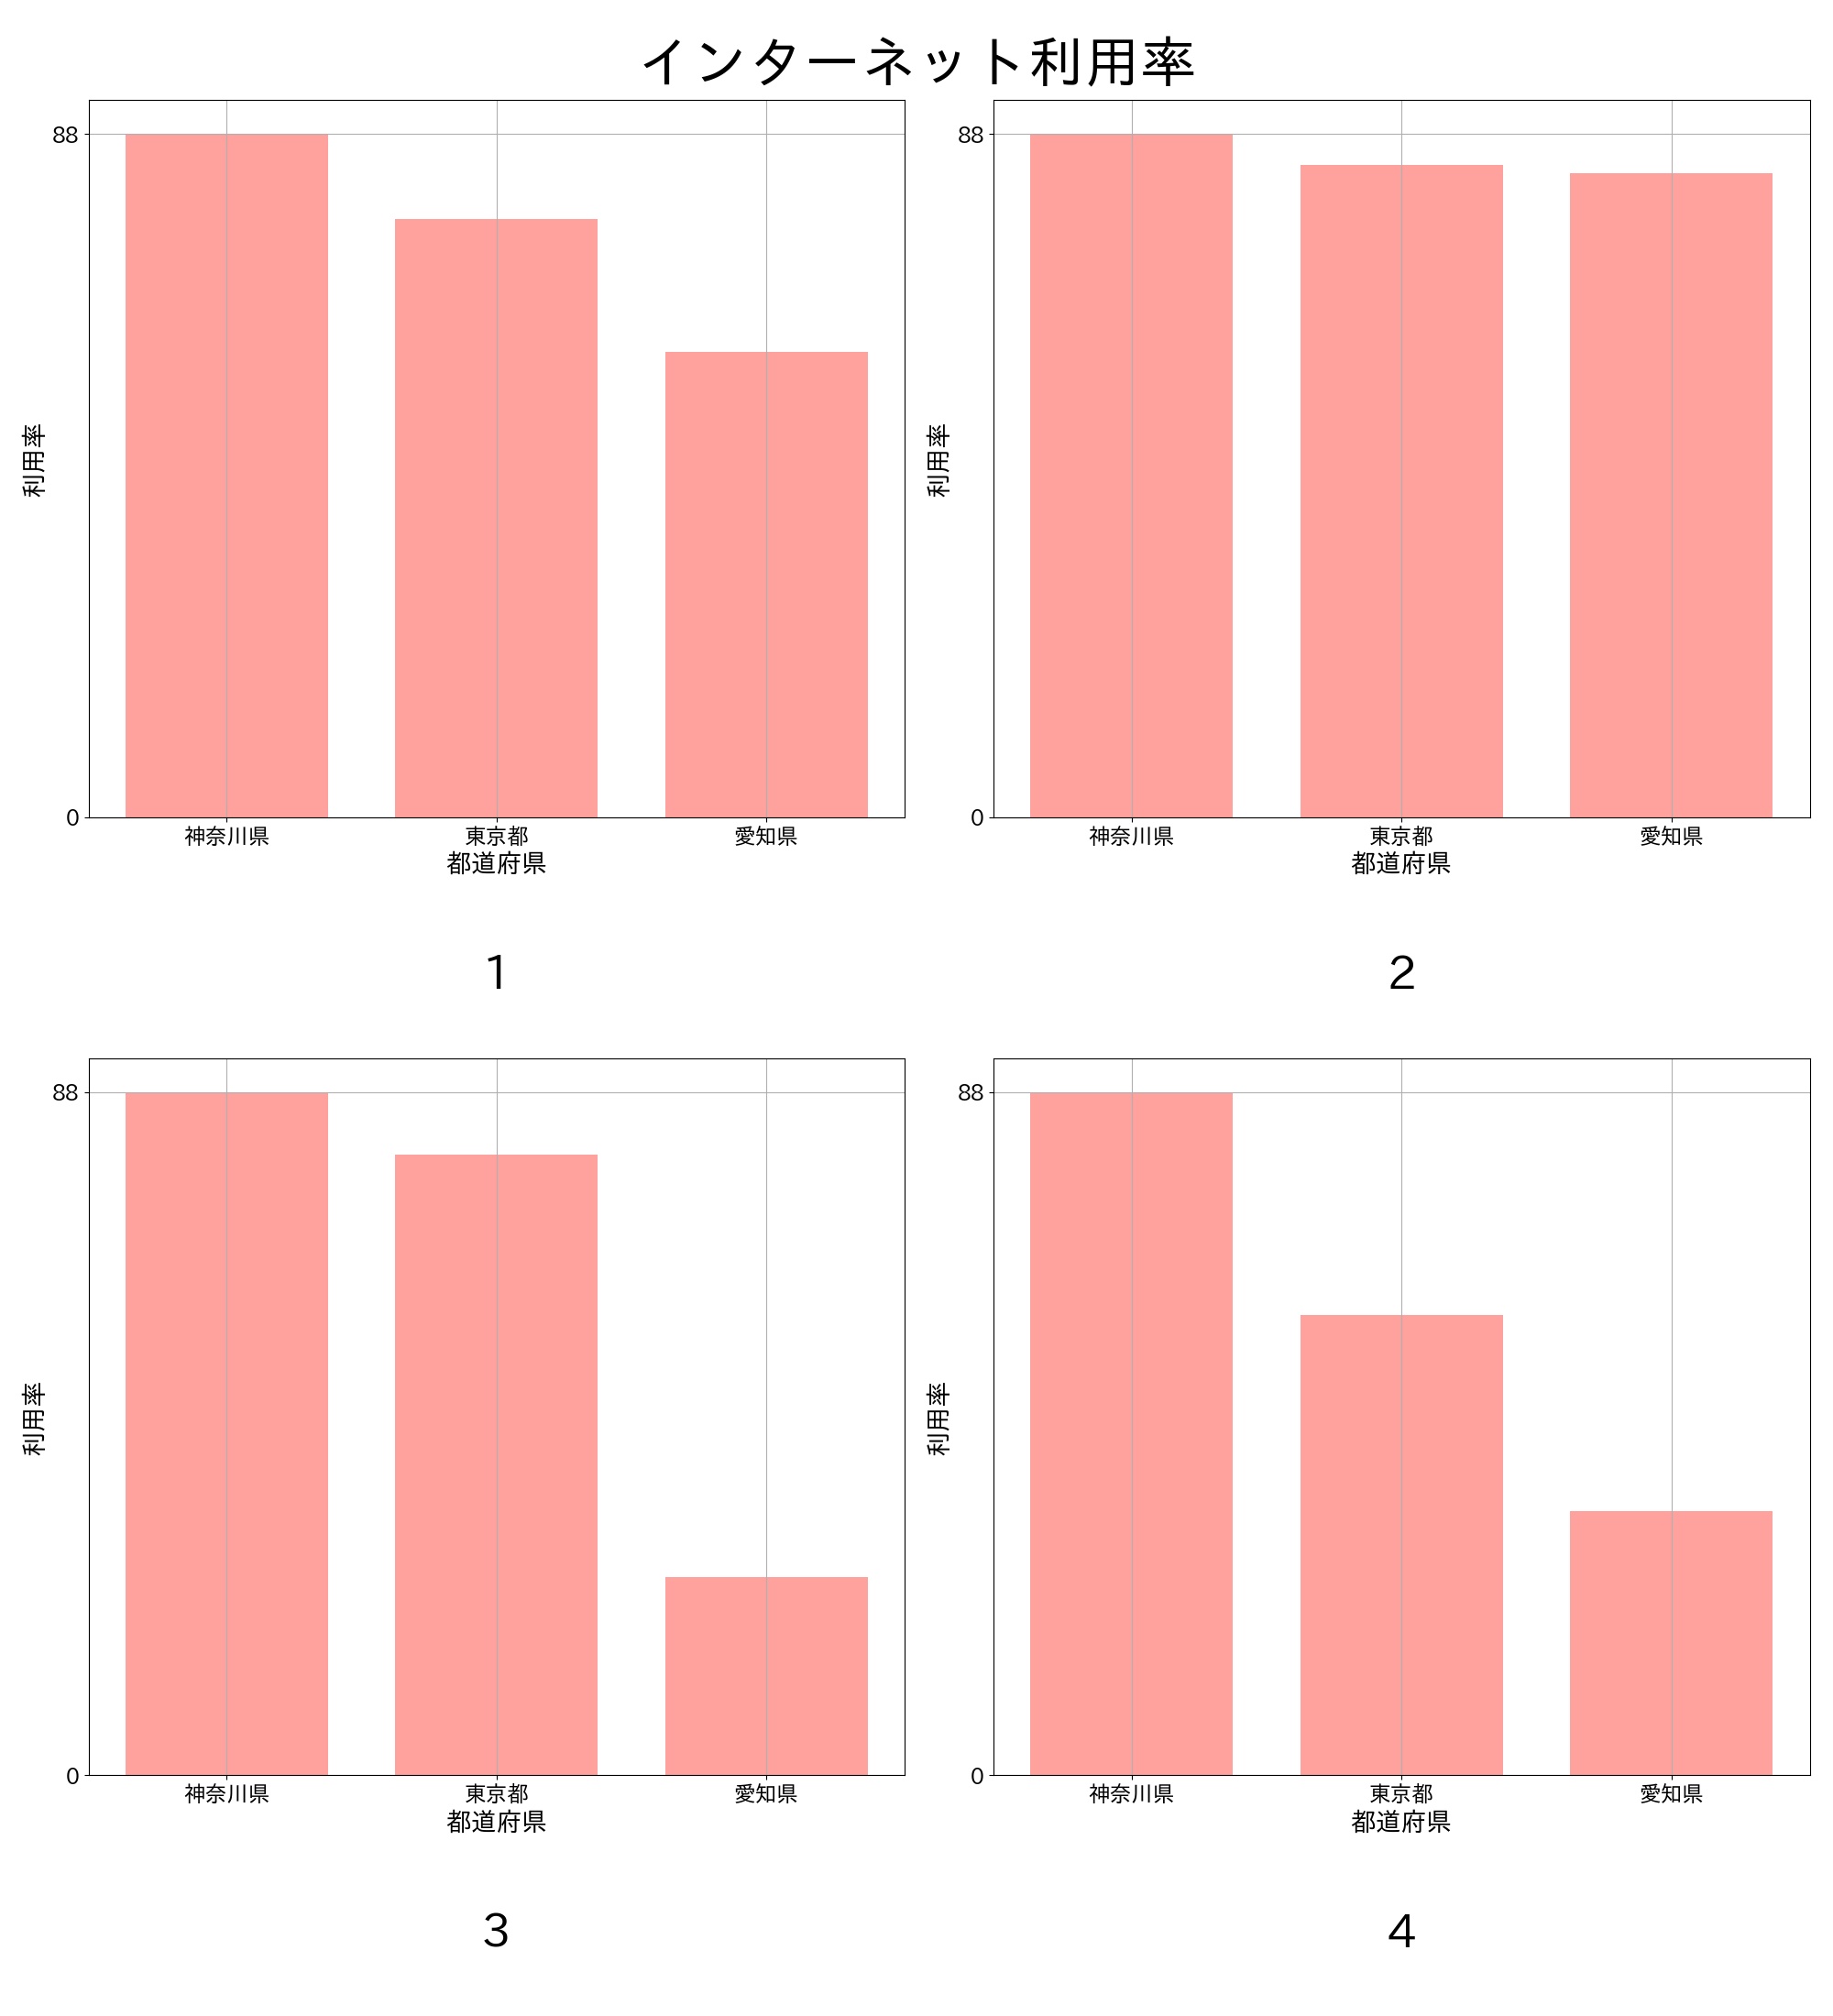 インターネット利用率
88
0
利用率
神奈川県 東京都 愛知県
都道府県
1
88
0
利用率
神奈川県 東京都 愛知県
都道府県
2
88
0
利用率
神奈川県 東京都 愛知県
都道府県
3
88
0
利用率
神奈川県 東京都 愛知県
都道府県
4